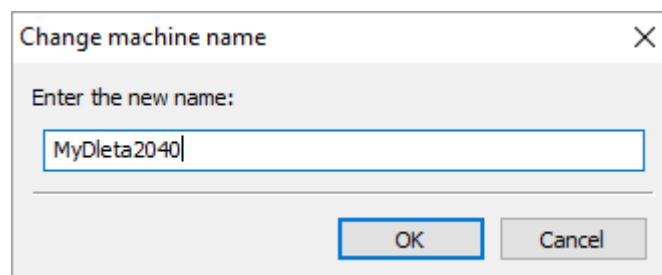 Change machine name
Enter the new name:
MyDleta2040
OK
Cancel